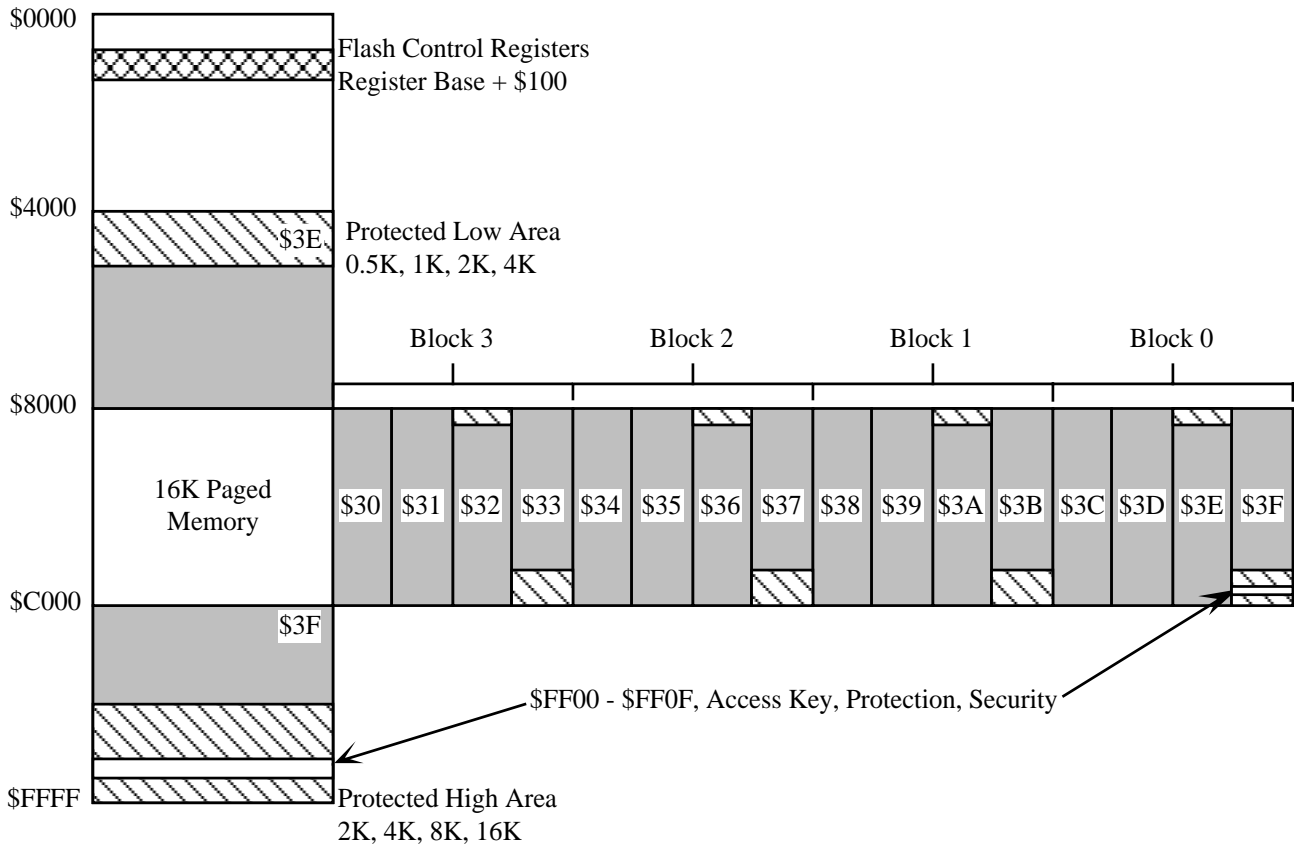 $0000
Flash Control Registers
Register Base + $100
$4000
$3E
Protected Low Area
0.5K, 1K, 2K, 4K
Block 3
Block 2
Block 1
Block 0
$8000
16K Paged
Memory
$30
$31
$32
$33
$34
$35
$36
$37
$38
$39
$3A
$3B
$3C
$3D
$3E
$3F
$C000
$3F
$FF00 - $FF0F, Access Key, Protection, Security
$FFFF
Protected High Area
2K, 4K, 8K, 16K